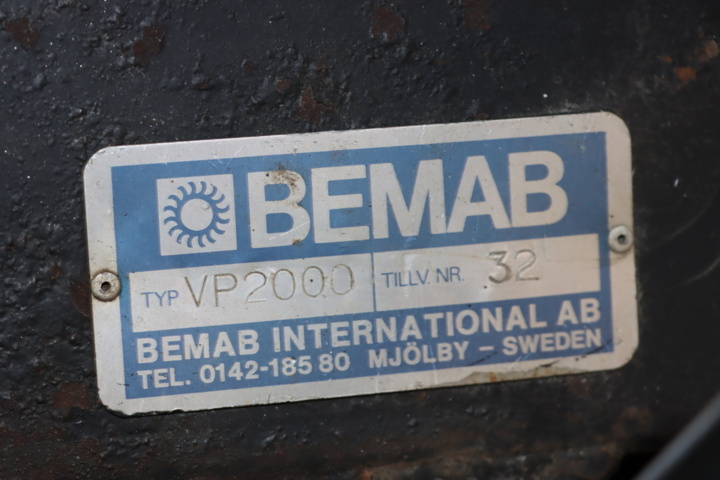 BEMAB
TYP VP2000 TILLV. NR. 32
BEMAB INTERNATIONAL AB
TEL. 0142-185 80 MJÖLBY – SWEDEN